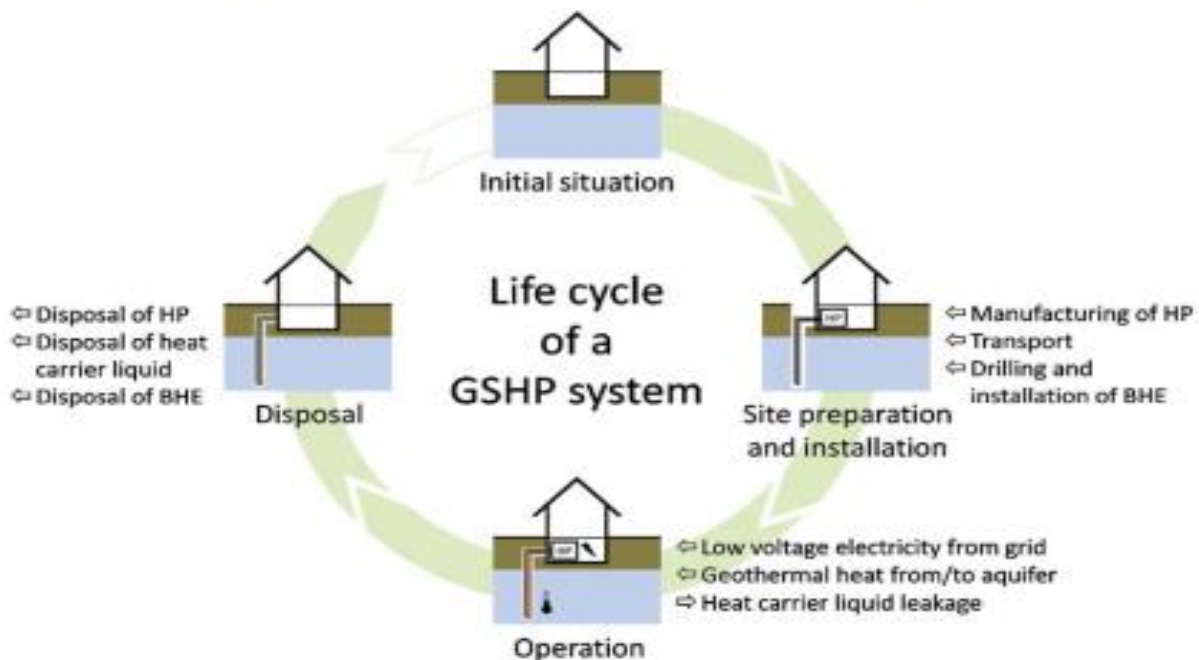 Initial situation
Life cycle
of a
GSHP system
HP
⇦ Manufacturing of HP
⇦ Transport
⇦ Drilling and
installation of BHE
Site preparation
and installation
HP
⇦ Low voltage electricity from grid
⇦ Geothermal heat from/to aquifer
⇨ Heat carrier liquid leakage
Operation
⇦ Disposal of HP
⇦ Disposal of heat
carrier liquid
⇦ Disposal of BHE
Disposal